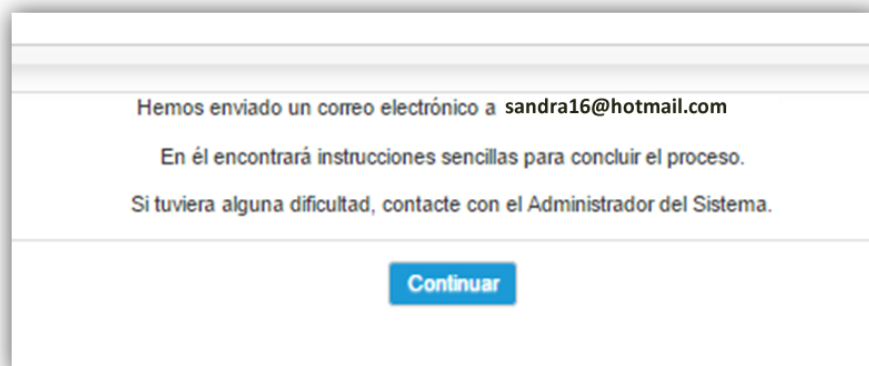 Hemos enviado un correo electrónico a sandra16@hotmail.com
En él encontrará instrucciones sencillas para concluir el proceso.
Si tuviera alguna dificultad, contacte con el Administrador del Sistema.
Continuar